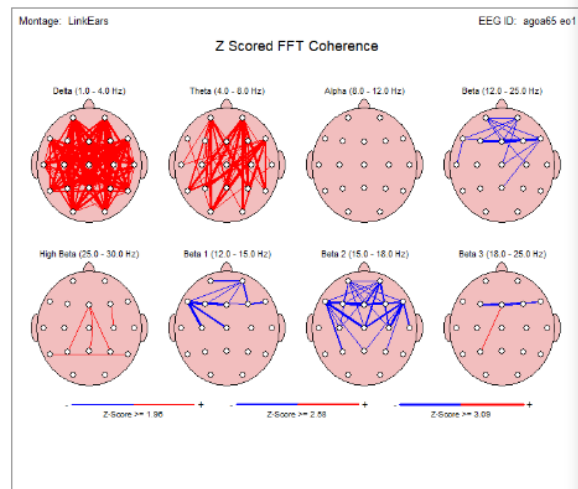 Montage: LinkEars EEG ID: agoa65 eo1
Z Scored FFT Coherence
Delta (1.0 - 4.0 Hz) Theta (4.0 - 8.0 Hz) Alpha (8.0 - 12.0 Hz) Beta (12.0 - 25.0 Hz)
High Beta (25.0 - 30.0 Hz) Beta 1 (12.0 - 15.0 Hz) Beta 2 (15.0 - 18.0 Hz) Beta 3 (18.0 - 25.0 Hz)
- + - + - +
Z-Score >= 1.96 Z-Score >= 2.58 Z-Score >= 3.09